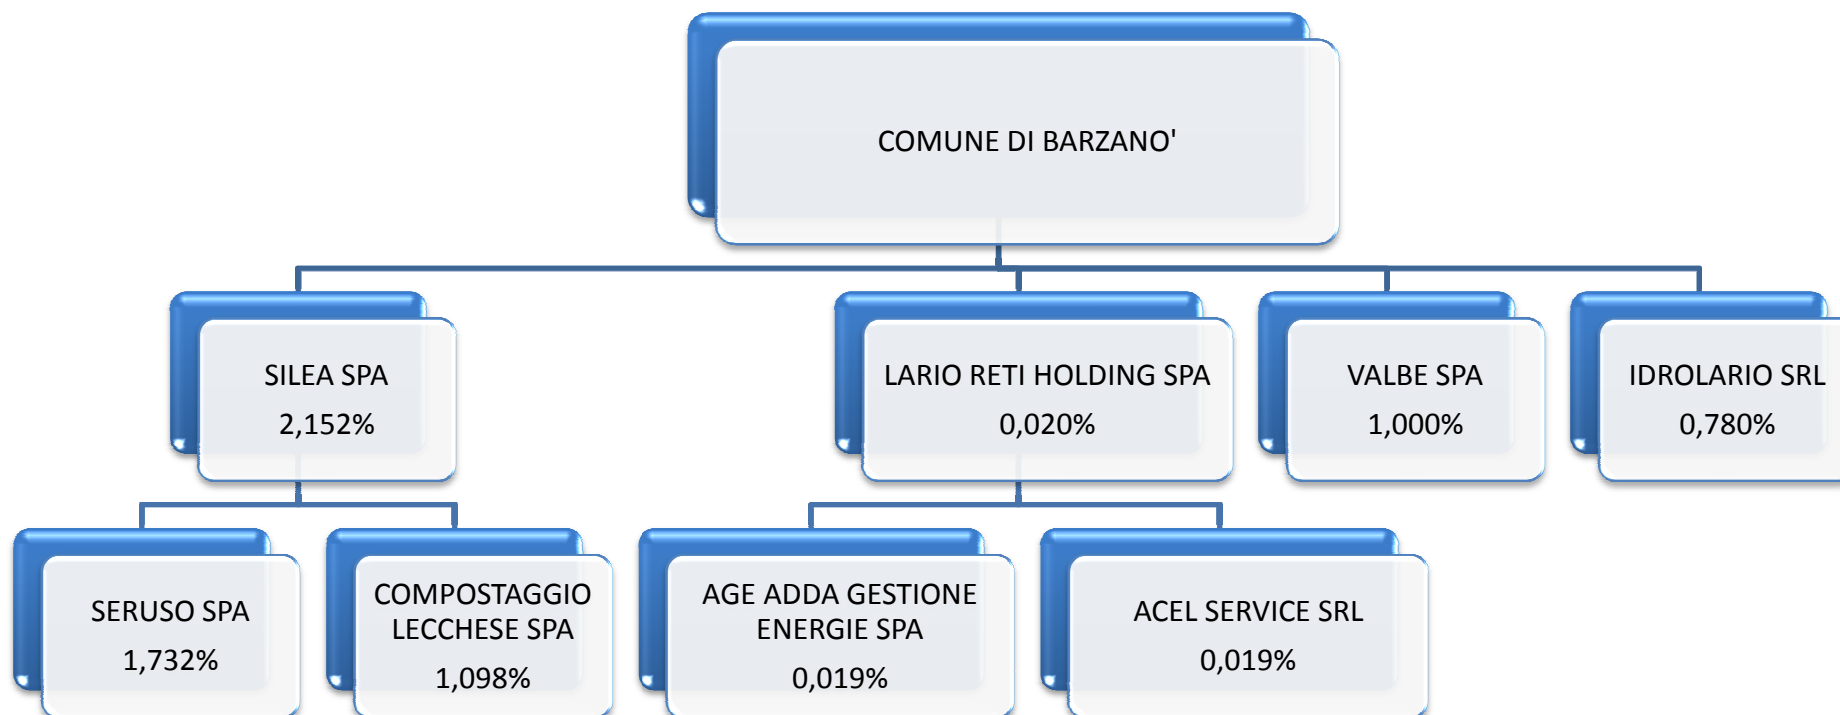 COMUNE DI BARZANO'
SILEA SPA
2,152%
LARIO RETI HOLDING SPA
0,020%
VALBE SPA
1,000%
IDROLARIO SRL
0,780%
SERUSO SPA
1,732%
COMPOSTAGGIO
LECCHESE SPA
1,098%
AGE ADDA GESTIONE
ENERGIE SPA
0,019%
ACEL SERVICE SRL
0,019%